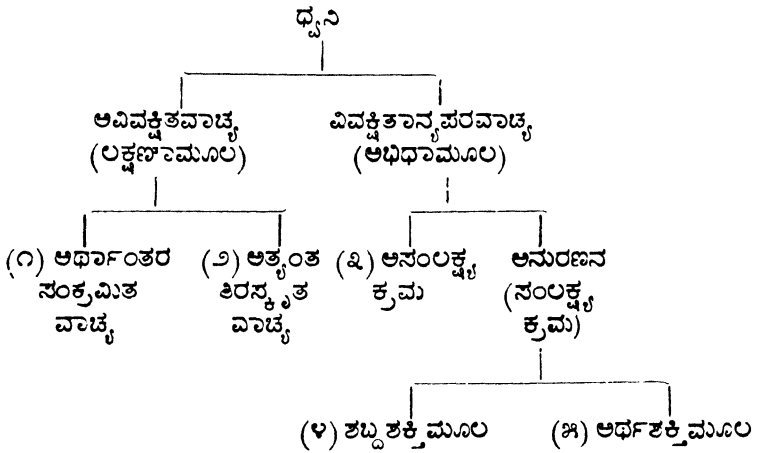 ಧ್ವನಿ
ಅವಿವಕ್ಷಿತವಾಚ್ಯ ವಿವಕ್ಷಿತಾನ್ಯಪರವಾಚ್ಯ
(ಲಕ್ಷಣಾಮೂಲ) (ಅಭಿಧಾಮೂಲ)
(೧) ಅರ್ಥಾಂತರ (೨) ಅತ್ಯಂತ (೩) ಅಸಂಲಕ್ಷ್ಯ ಅನುರಣನ
ಸಂಕ್ರಮಿತ ತಿರಸ್ಕೃತ ಕ್ರಮ (ಸಂಲಕ್ಷ್ಯ
ವಾಚ್ಯ ವಾಚ್ಯ ಕ್ರಮ)
(೪) ಶಬ್ದಶಕ್ತಿಮೂಲ (೫) ಅರ್ಥಶಕ್ತಿಮೂಲ